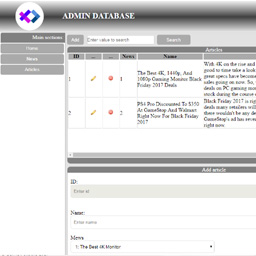 ADMIN DATABASE
Main sections
Home
News
Articles
Add
Enter value to search
Search
Articles
ID ... ... News Name
With 4K on the rise and
good to time take a look
great specs have become
sales going on now. So,
deals on PC gaming mon
stock during the course
1 1 The Best 4K, 1440p, And
1080p Gaming Monitor Black
Friday 2017 Deals
2 2 PS4 Pro Discounted To $350
At GameStop And Walmart
Right Now For Black Friday
2017
Black Friday 2017 is rig
deals many retailers will
there wouldn't be any de
GameStop's ad has reve
right now.
Add article
ID:
Enter id
Name:
Enter name
News
1: The Best 4K Monitor